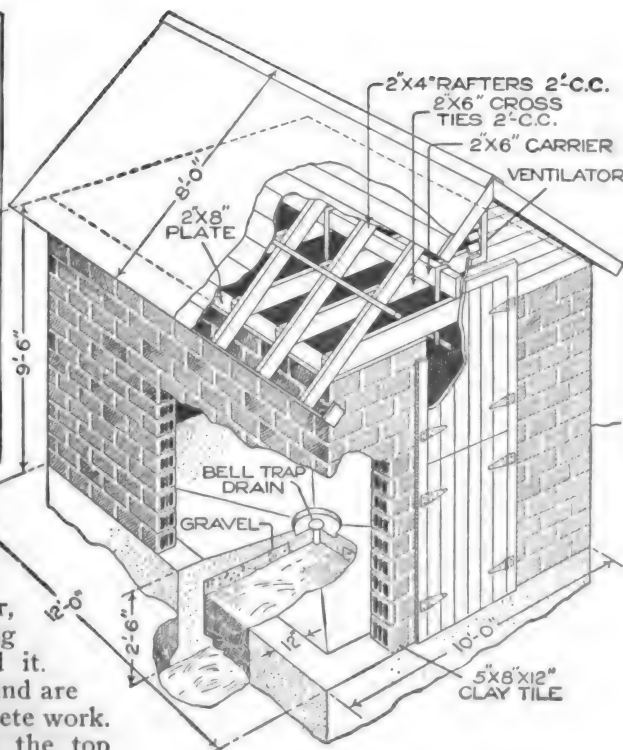 2"X4" RAFTERS 2'-C.C.
2"X6" CROSS
TIES 2'-C.C.
2"X6" CARRIER
VENTILATOR
8'-0"
2"X8"
PLATE
9'-6"
BELL TRAP
DRAIN
GRAVEL
12'-0"
2'-6"
12"
10'-0"
5"X8"X12"
CLAY TILE
it.
and are
work.
the top